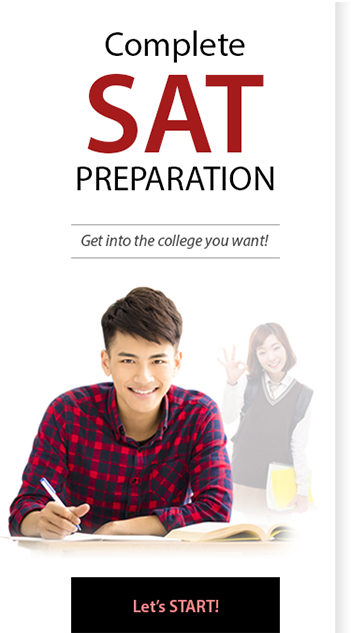 Complete
SAT
PREPARATION
Get into the college you want!
Let's START!